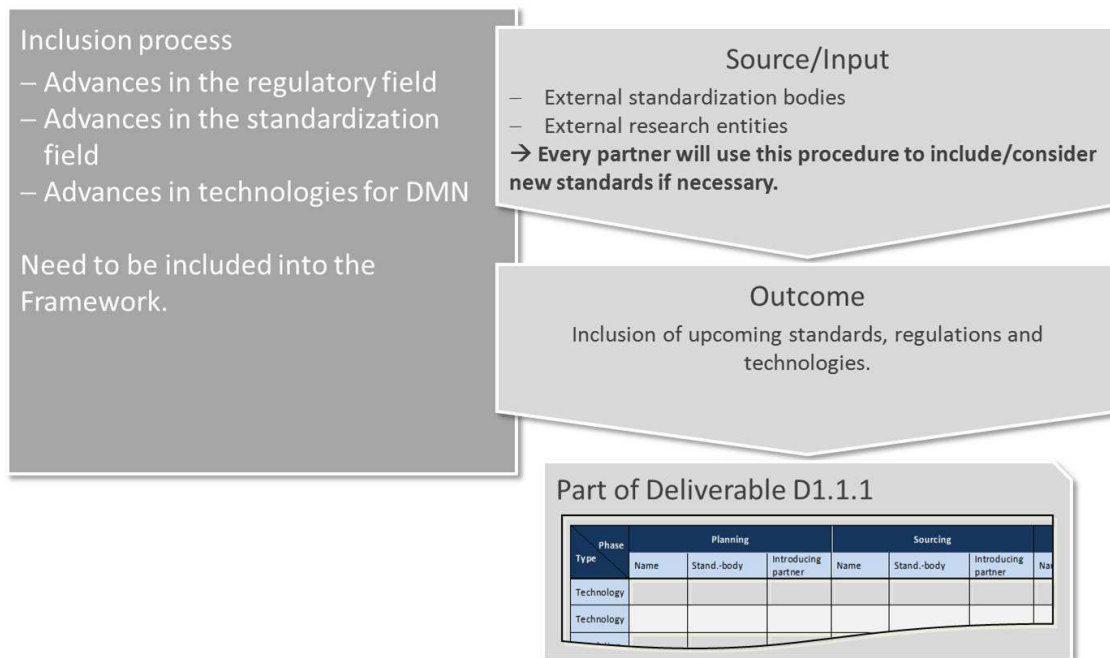 Inclusion process
– Advances in the regulatory field
– Advances in the standardization
field
– Advances in technologies for DMN
Need to be included into the
Framework.
Source/Input
– External standardization bodies
– External research entities
→ Every partner will use this procedure to include/consider
new standards if necessary.
Outcome
Inclusion of upcoming standards, regulations and
technologies.
Part of Deliverable D1.1.1
Phase
Type
Planning
Sourcing
Name
Stand.-body
Introducing
partner
Name
Stand.-body
Introducing
partner
Technology
Technology